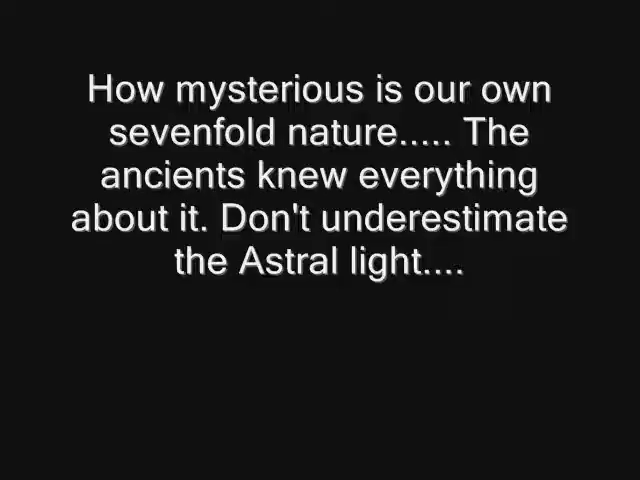 How mysterious is our own
sevenfold nature..... The
ancients knew everything
about it. Don't underestimate
the Astral light....